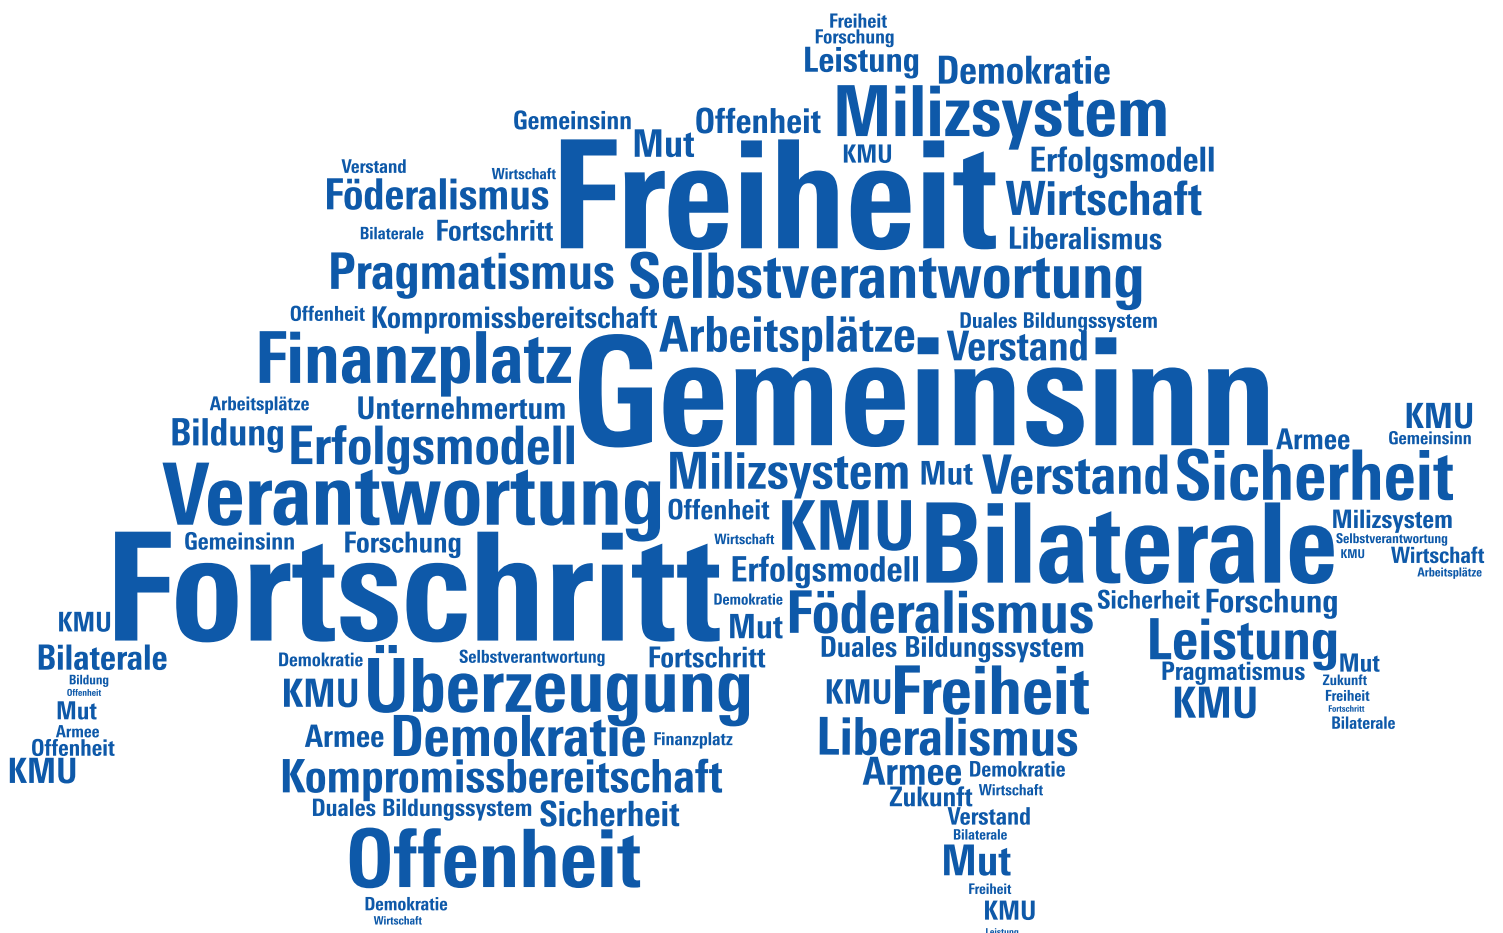 Freiheit
Forschung
Leistung
Demokratie
Milizsystem
Gemeinsinn
Offenheit
Mut
KMU
Erfolgsmodell
Verstand
Wirtschaft
Freiheit
Föderalismus
Wirtschaft
Bilaterale
Fortschritt
Liberalismus
Pragmatismus
Selbstverantwortung
Offenheit
Kompromissbereitschaft
Arbeitsplätze
Duales Bildungssystem
Finanzplatz
Verstand
Gemeinsinn
Arbeitsplätze
Unternehmertum
KMU
Bildung
Erfolgsmodell
Armee
Gemeinsinn
Milizsystem
Mut
Verstand
Sicherheit
Verantwortung
Offenheit
KMU
Bilaterale
Milizsystem
Gemeinsinn
Forschung
Wirtschaft
Selbstverantwortung
KMU
Wirtschaft
Fortschritt
Erfolgsmodell
Arbeitsplätze
Demokratie
Föderalismus
Sicherheit
Forschung
KMU
Mut
Leistung
Bilaterale
Demokratie
Selbstverantwortung
Fortschritt
Duales Bildungssystem
Pragmatismus
Mut
Bildung
Offenheit
KMU
Überzeugung
KMU
Freiheit
KMU
Zukunft
Freiheit
Fortschritt
Bilaterale
Mut
Armee
Offenheit
KMU
Armee
Demokratie
Finanzplatz
Liberalismus
Kompromissbereitschaft
Armee
Demokratie
Zukunft
Wirtschaft
Duales Bildungssystem
Sicherheit
Verstand
Bilaterale
Offenheit
Mut
Freiheit
Demokratie
KMU
Wirtschaft
Leistung